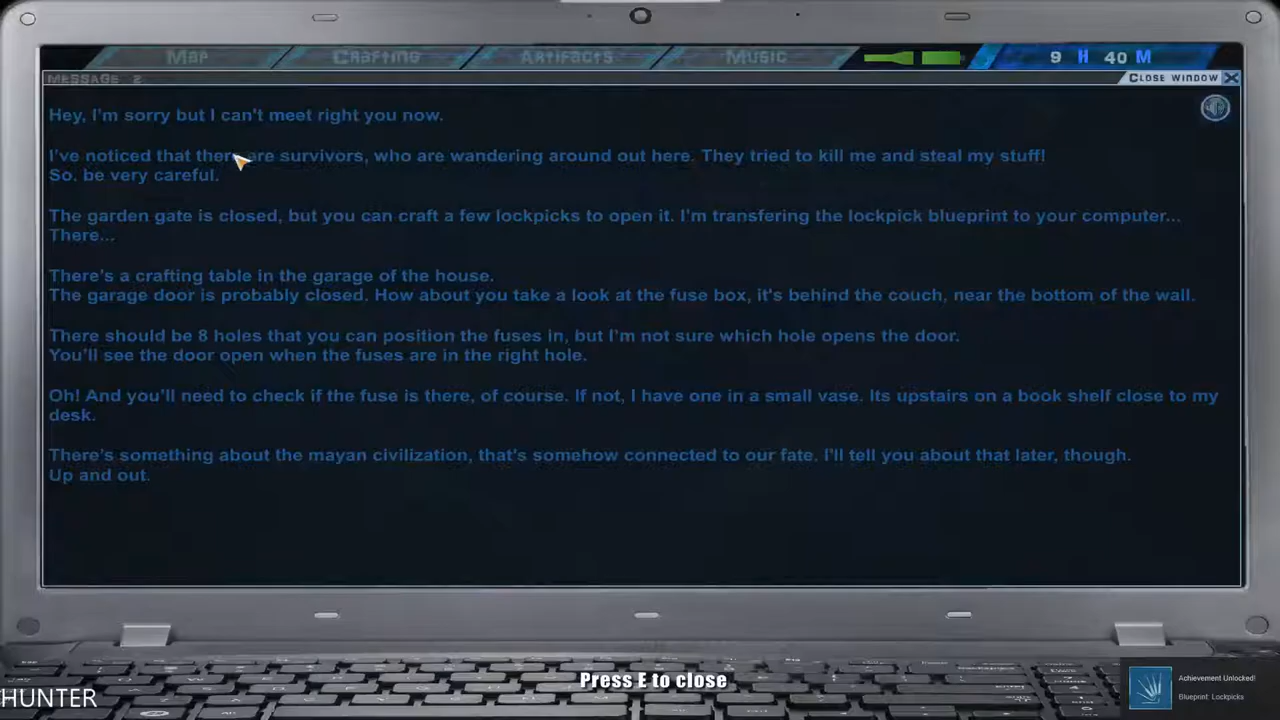 Map Crafting Artifacts Music 9 H 40 M
Message 2
Close Window
Hey, I'm sorry but I can't meet right you now.
I've noticed that there are survivors, who are wandering around out here. They tried to kill me and steal my stuff!
So. be very careful.
The garden gate is closed, but you can craft a few lockpicks to open it. I'm transfering the lockpick blueprint to your computer...
There...
There's a crafting table in the garage of the house.
The garage door is probably closed. How about you take a look at the fuse box, it's behind the couch, near the bottom of the wall.
There should be 8 holes that you can position the fuses in, but I'm not sure which hole opens the door.
You'll see the door open when the fuses are in the right hole.
Oh! And you'll need to check if the fuse is there, of course. If not, I have one in a small vase. Its upstairs on a book shelf close to my
desk.
There's something about the mayan civilization, that's somehow connected to our fate. I'll tell you about that later, though.
Up and out.
Press E to close
HUNTER
Achievement Unlocked!
Blueprint: Lockpicks